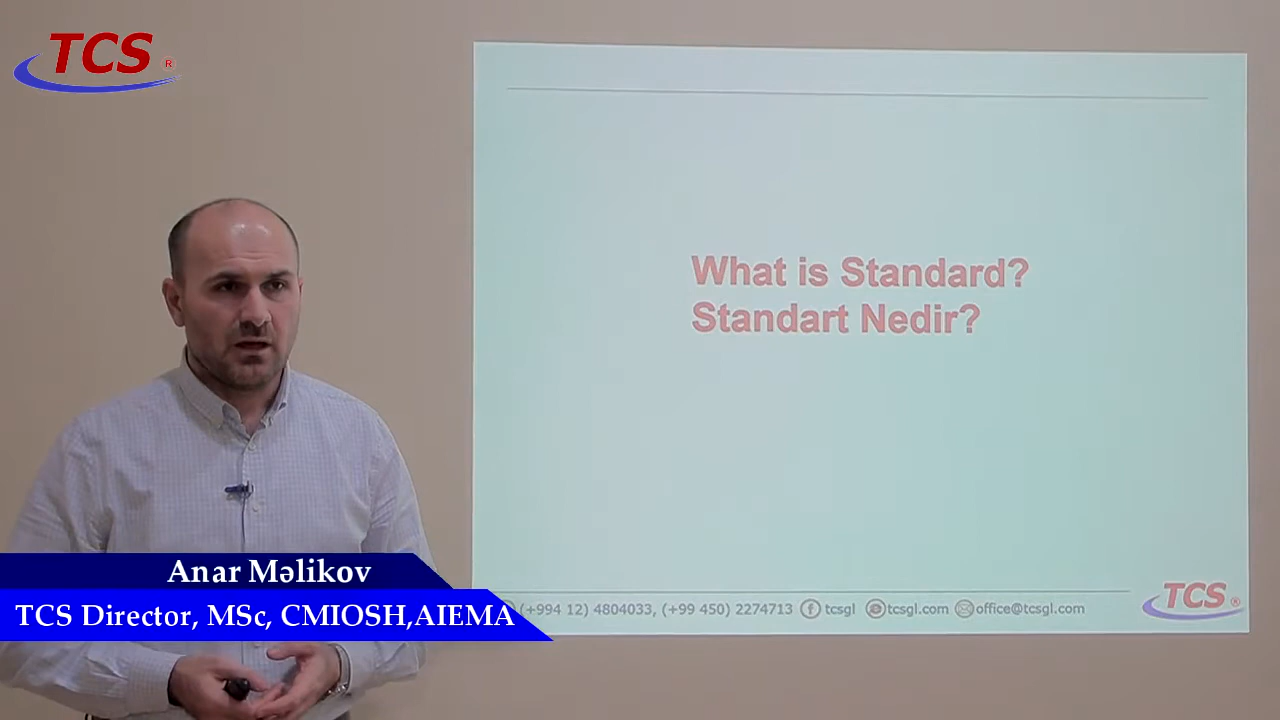 TCS ®
What is Standard?
Standart Nedir?
Anar Məlikov
TCS Director, MSc, CMIOSH,AIEMA
(+994 12) 4804033, (+99 450) 2274713 tcsgl tcsgl.com office@tcsgl.com
TCS ®